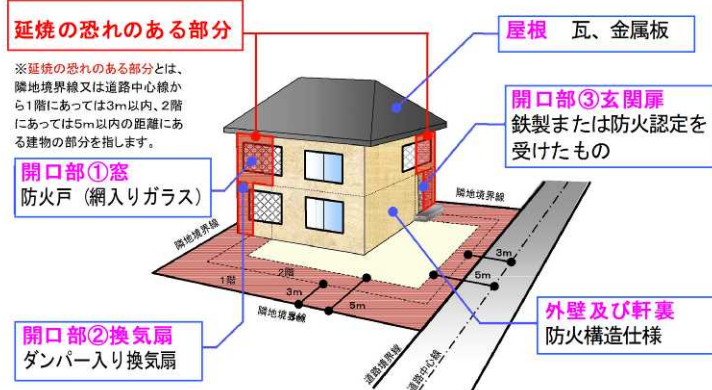 延焼の恐れのある部分
※延焼の恐れのある部分とは、
隣地境界線又は道路中心線か
ら1階にあっては3m以内、2階
にあっては5m以内の距離にあ
る建物の部分を指します。
屋根　瓦、金属板
開口部③玄関扉
鉄製または防火認定を
受けたもの
開口部①窓
防火戸（網入りガラス）
隣地境界線
隣地境界線
3m
5m
2階
1階
3m
5m
隣地境界線
外壁及び軒裏
防火構造仕様
開口部②換気扇
ダンパー入り換気扇
道路境界線
道路中心線